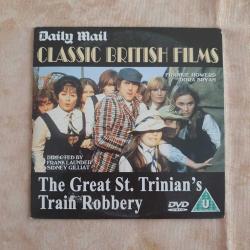 Daily Mail
CLASSIC BRITISH FILMS
FRANKIE HOWERD
DORA BRYAN
DIRECTED BY
FRANK LAUNDER
SIDNEY GILLIAT
The Great St. Trinian's
Train Robbery
DVD
U